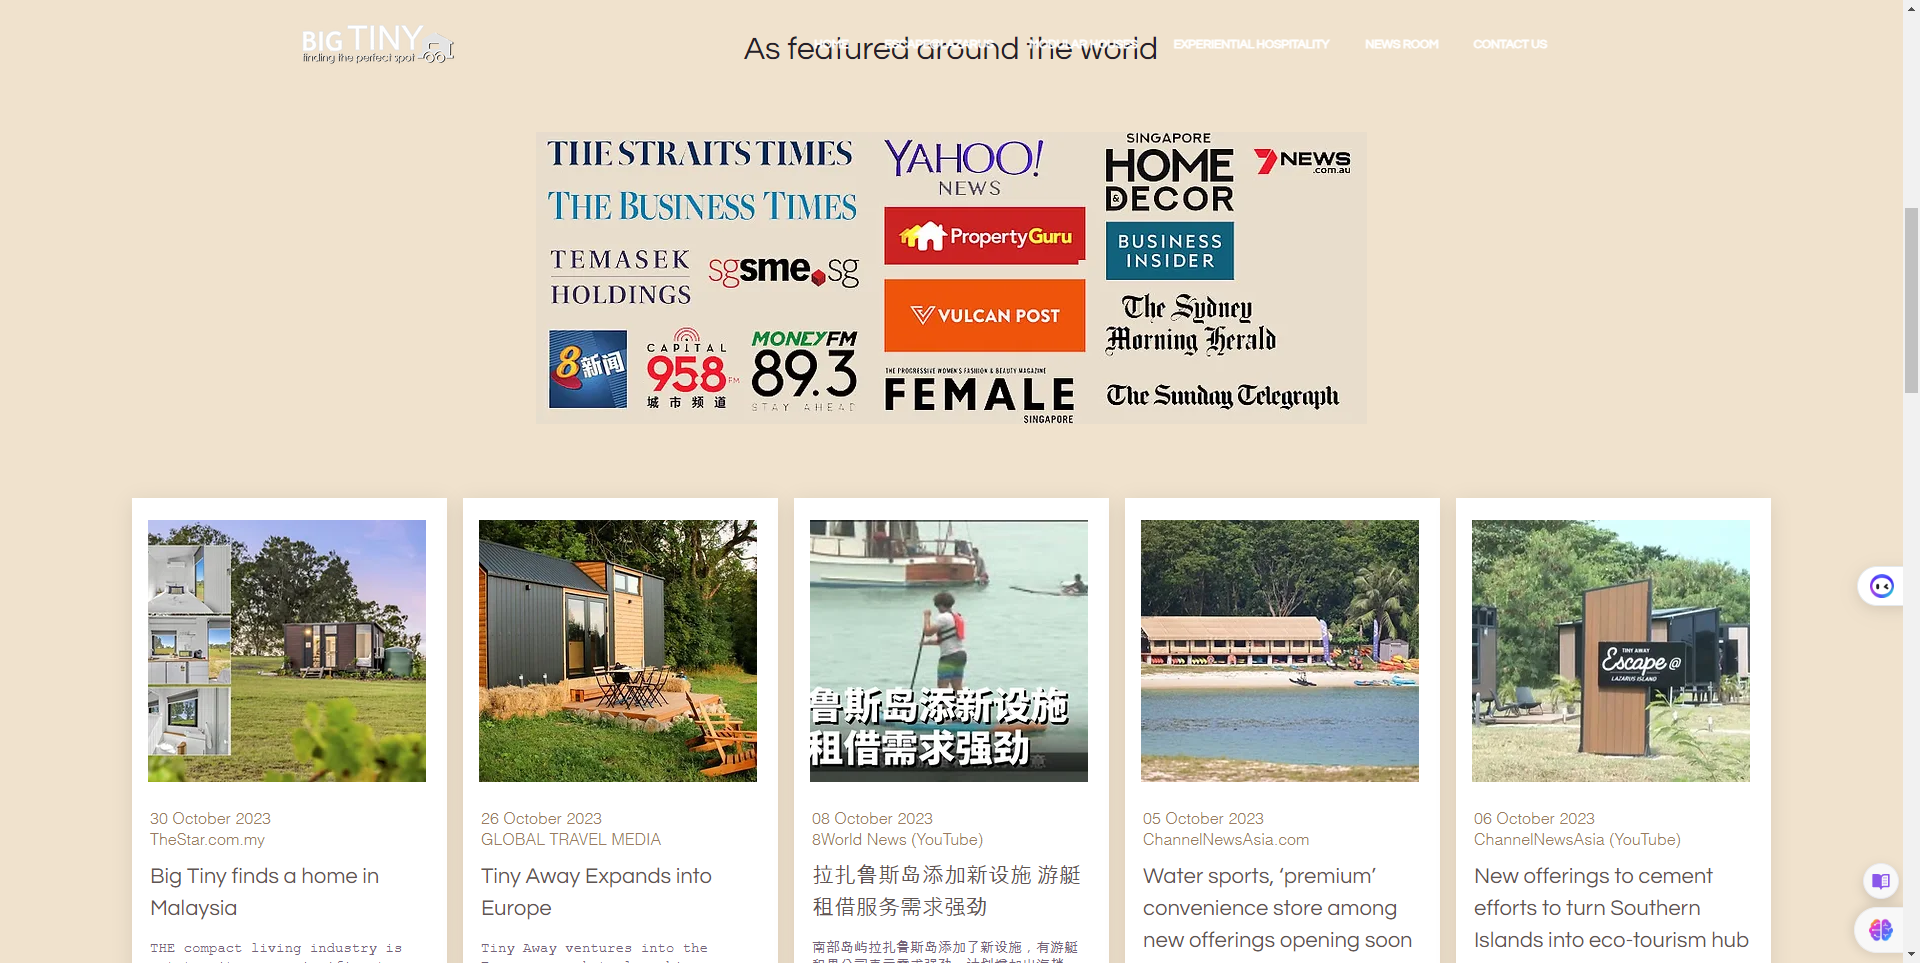 BIG TINY
finding the perfect spot
HOME
ESCAPE@LAZARUS
MODULAR HOUSES
EXPERIENTIAL HOSPITALITY
NEWS ROOM
CONTACT US
As featured around the world
THE STRAITS TIMES
THE BUSINESS TIMES
TEMASEK
HOLDINGS
sgsme.sg
8新闻
CAPITAL
958FM
城市频道
MONEYFM
89.3
STAY AHEAD
YAHOO!
NEWS
PropertyGuru
VULCAN POST
THE PROGRESSIVE WOMEN'S FASHION & BEAUTY MAGAZINE
FEMALE
SINGAPORE
SINGAPORE
HOME
& DECOR
7NEWS
.com.au
BUSINESS
INSIDER
The Sydney
Morning Herald
The Sunday Telegraph
30 October 2023
TheStar.com.my
Big Tiny finds a home in
Malaysia
THE compact living industry is
26 October 2023
GLOBAL TRAVEL MEDIA
Tiny Away Expands into
Europe
Tiny Away ventures into the
鲁斯岛添新设施
租借需求强劲
08 October 2023
8World News (YouTube)
拉扎鲁斯岛添加新设施 游艇
租借服务需求强劲
南部岛屿拉扎鲁斯岛添加了新设施，有游艇
05 October 2023
ChannelNewsAsia.com
Water sports, ‘premium’
convenience store among
new offerings opening soon
TINY AWAY
Escape @
LAZARUS ISLAND
06 October 2023
ChannelNewsAsia (YouTube)
New offerings to cement
efforts to turn Southern
Islands into eco-tourism hub